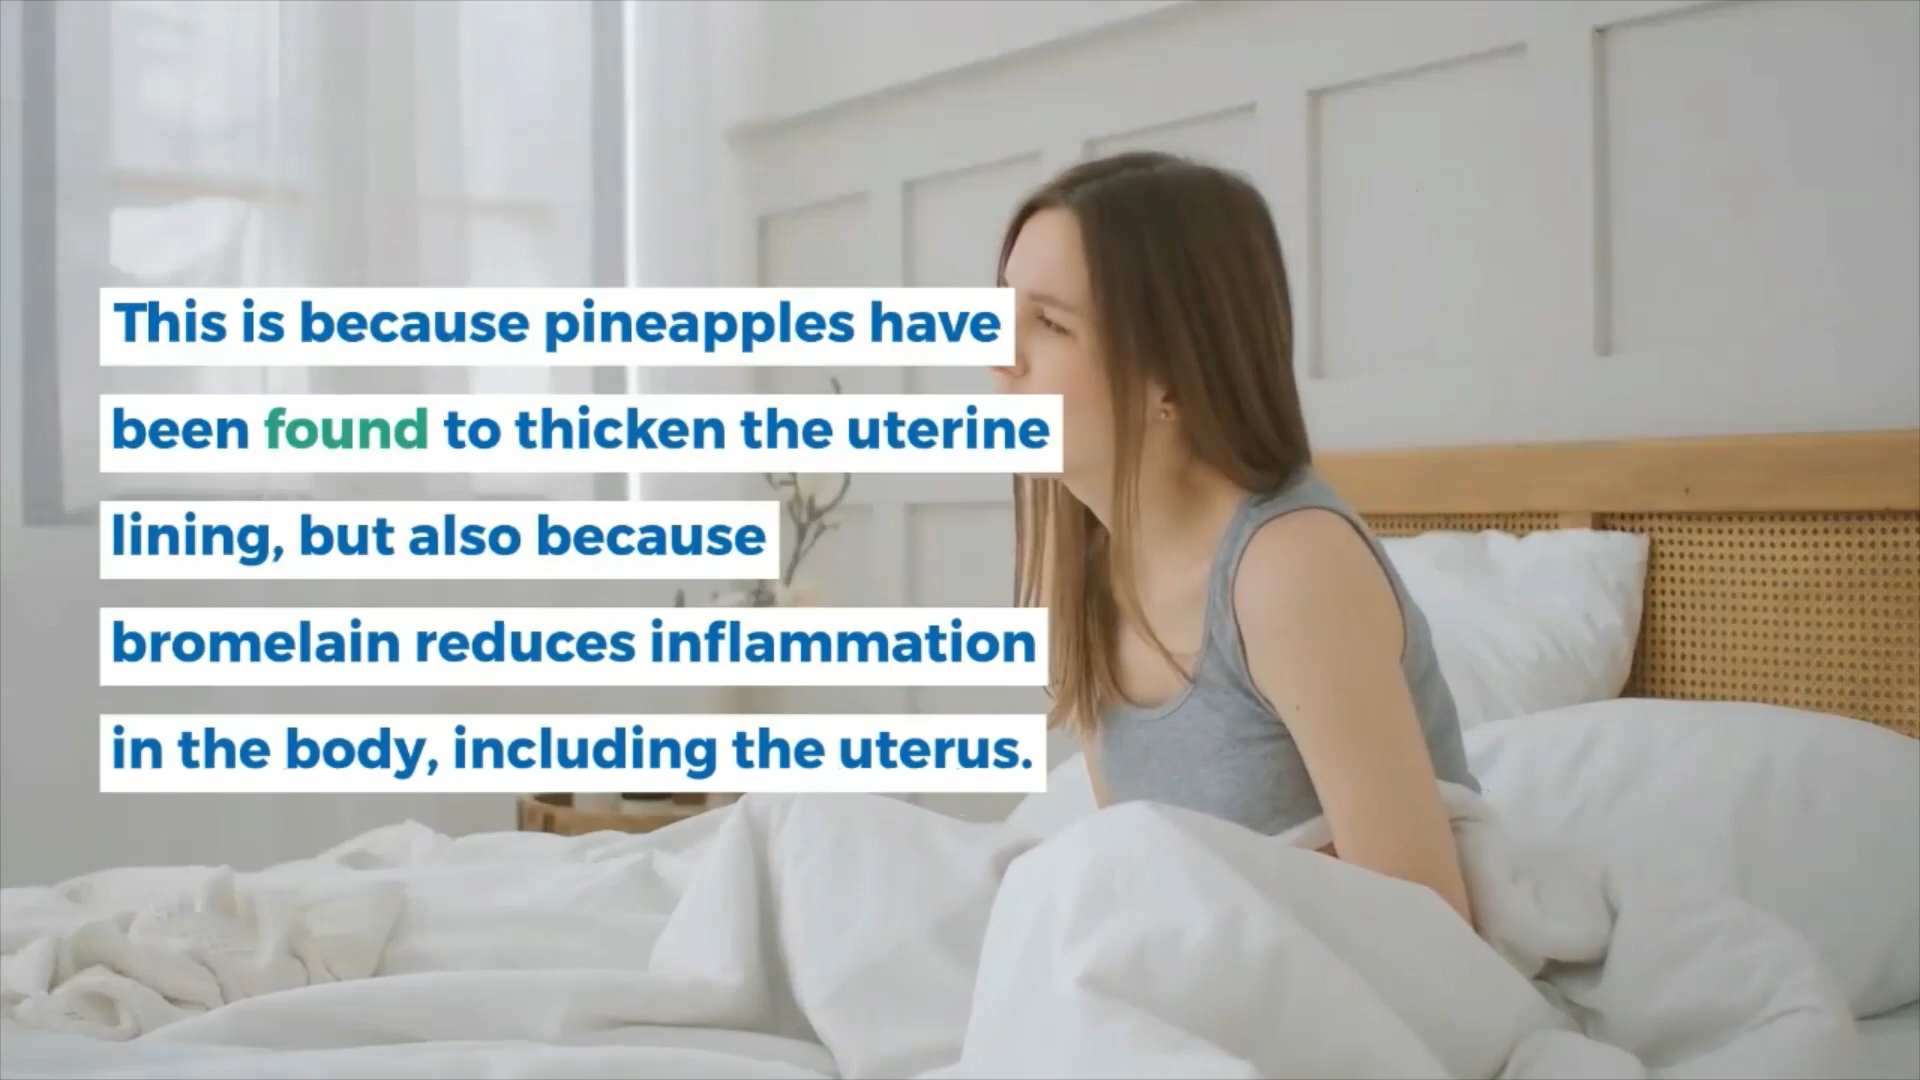 This is because pineapples have
been found to thicken the uterine
lining, but also because
bromelain reduces inflammation
in the body, including the uterus.